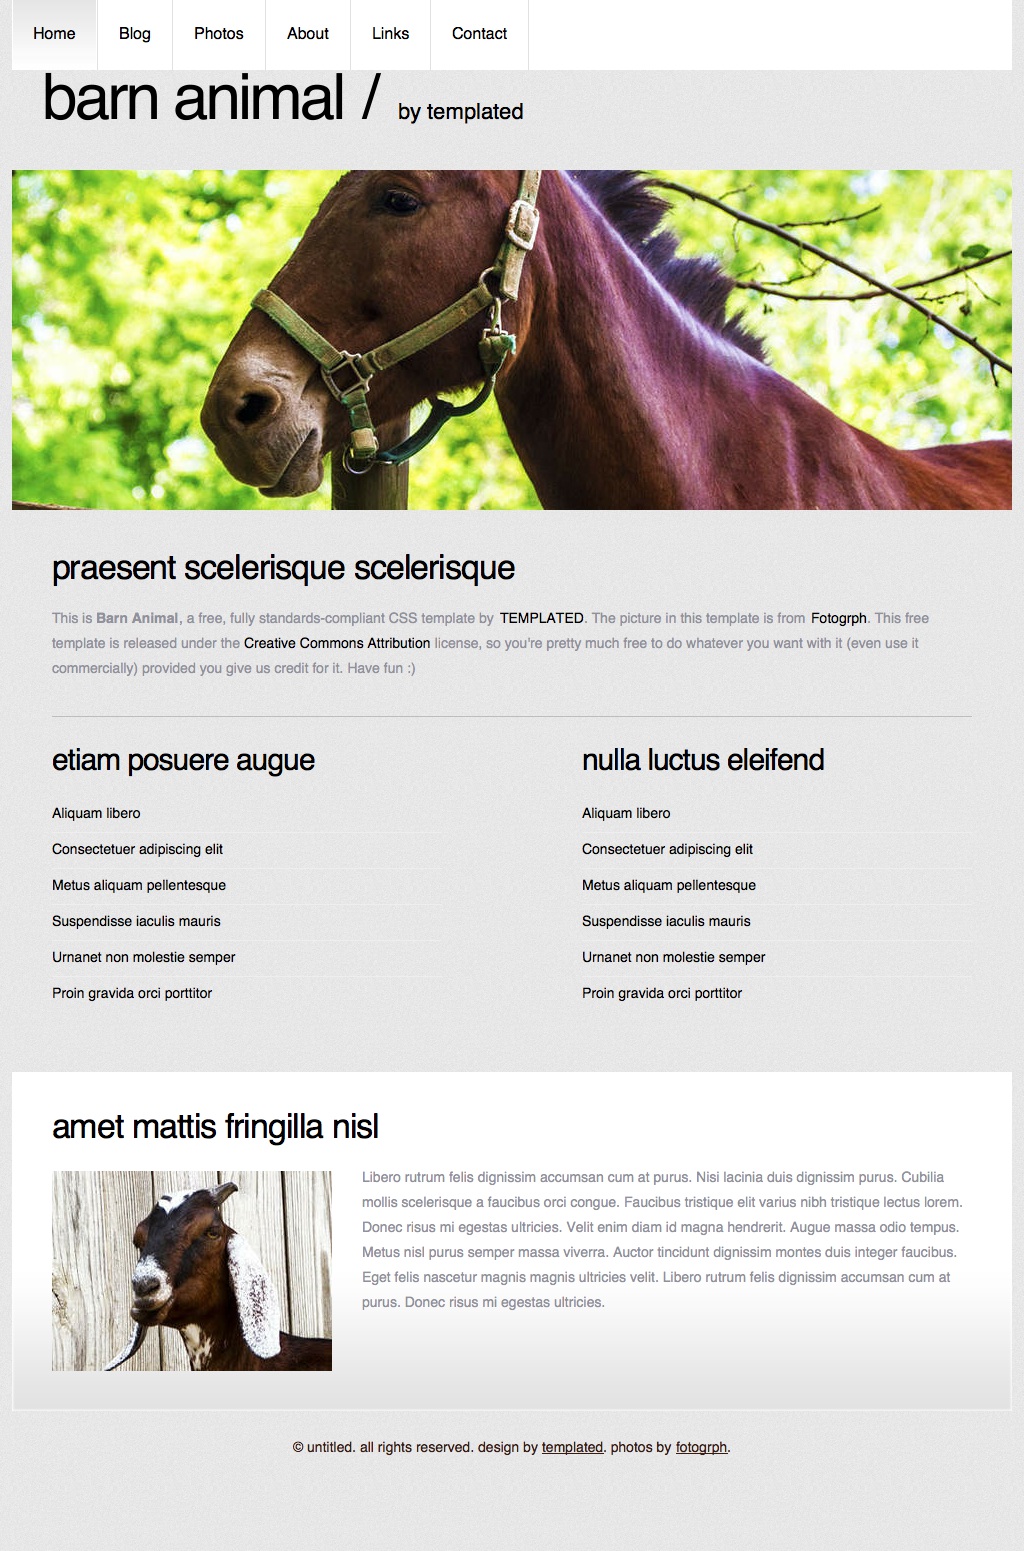 Home Blog Photos About Links Contact
barn animal / by templated
praesent scelerisque scelerisque
This is Barn Animal, a free, fully standards-compliant CSS template by TEMPLATED. The picture in this template is from Fotogrph. This free
template is released under the Creative Commons Attribution license, so you're pretty much free to do whatever you want with it (even use it
commercially) provided you give us credit for it. Have fun :)
etiam posuere augue
Aliquam libero
Consectetuer adipiscing elit
Metus aliquam pellentesque
Suspendisse iaculis mauris
Urnanet non molestie semper
Proin gravida orci porttitor
nulla luctus eleifend
Aliquam libero
Consectetuer adipiscing elit
Metus aliquam pellentesque
Suspendisse iaculis mauris
Urnanet non molestie semper
Proin gravida orci porttitor
amet mattis fringilla nisl
Libero rutrum felis dignissim accumsan cum at purus. Nisi lacinia duis dignissim purus. Cubilia
mollis scelerisque a faucibus orci congue. Faucibus tristique elit varius nibh tristique lectus lorem.
Donec risus mi egestas ultricies. Velit enim diam id magna hendrerit. Augue massa odio tempus.
Metus nisl purus semper massa viverra. Auctor tincidunt dignissim montes duis integer faucibus.
Eget felis nascetur magnis magnis ultricies velit. Libero rutrum felis dignissim accumsan cum at
purus. Donec risus mi egestas ultricies.
© untitled. all rights reserved. design by templated. photos by fotogrph.